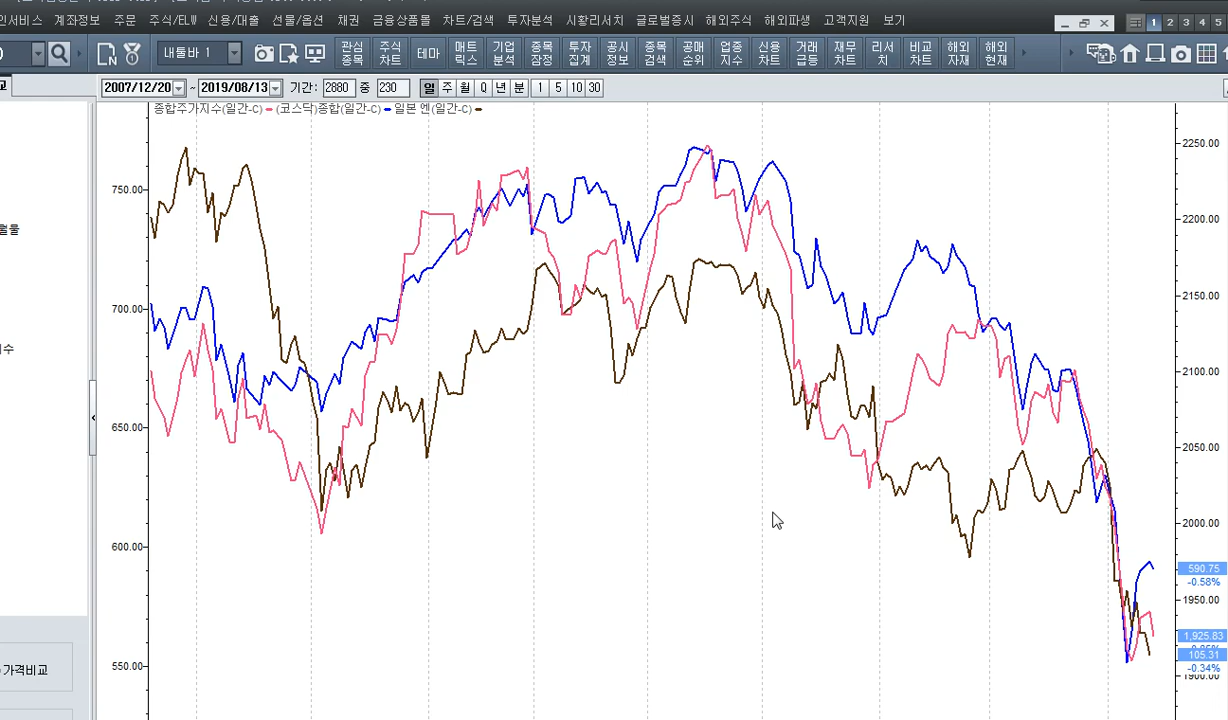 인서비스 계좌정보 주문 주식/ELW 신용/대출 선물/옵션 채권 금융상품몰 차트/검색 투자분석 시황리서치 글로벌증시 해외주식 해외파생 고객지원 보기
1 2 3 4 5
내툴바 1
관심종목 주식차트 테마 매트릭스 기업분석 종목잠정 투자집계 공시정보 종목검색 공매순위 업종지수 신용차트 거래급등 재무차트 리서치 비교차트 해외자재 해외현재
교
2007/12/20 ~ 2019/08/13 기간: 2880 중 230 일 주 월 Q 년 분 1 5 10 30
종합주가지수(일간-C) (코스닥)종합(일간-C) 일본 엔(일간-C)
2250.00
750.00
2200.00
2150.00
700.00
지수
2100.00
650.00
2050.00
2000.00
600.00
590.75
-0.58%
1950.00
1,925.83
105.31
550.00
-0.34%
1900.00
가격비교